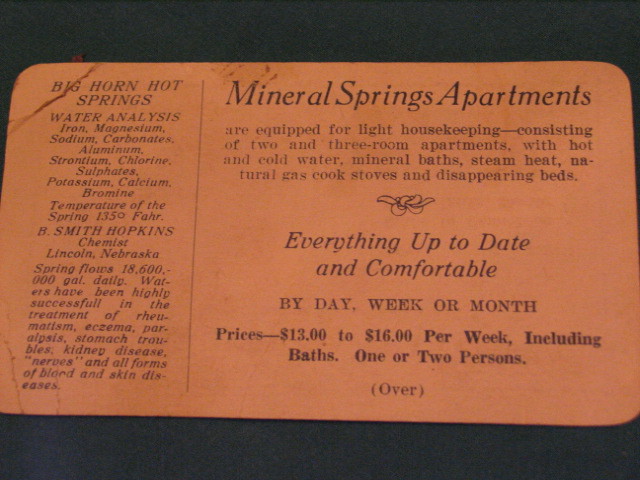 BIG HORN HOT
SPRINGS
WATER ANALYSIS
Iron, Magnesium,
Sodium, Carbonates,
Aluminum,
Strontium, Chlorine,
Sulphates,
Potassium, Calcium,
Bromine
Temperature of the
Spring 135° Fahr.
B. SMITH HOPKINS
Chemist
Lincoln, Nebraska
Spring flows 18,600,-
000 gal. daily. Wat-
ers have been highly
successfull in the
treatment of rheu-
matism, eczema, par-
alysis, stomach trou-
bles, kidney disease,
"nerves" and all forms
of blood and skin dis-
eases.
Mineral Springs Apartments
are equipped for light housekeeping—consisting
of two and three-room apartments, with hot
and cold water, mineral baths, steam heat, na-
tural gas cook stoves and disappearing beds.
Everything Up to Date
and Comfortable
BY DAY, WEEK OR MONTH
Prices—$13.00 to $16.00 Per Week, Including
Baths. One or Two Persons.
(Over)